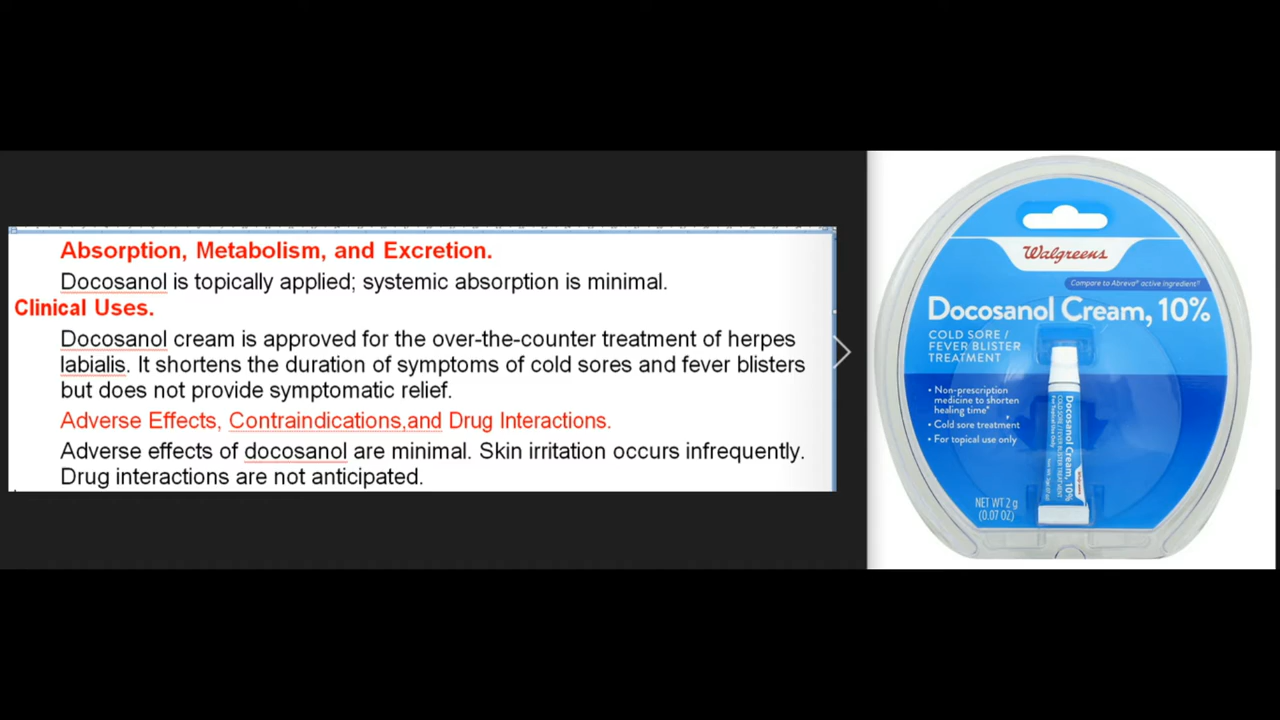 Absorption, Metabolism, and Excretion.
Docosanol is topically applied; systemic absorption is minimal.
Clinical Uses.
Docosanol cream is approved for the over-the-counter treatment of herpes
labialis. It shortens the duration of symptoms of cold sores and fever blisters
but does not provide symptomatic relief.
Adverse Effects, Contraindications,and Drug Interactions.
Adverse effects of docosanol are minimal. Skin irritation occurs infrequently.
Drug interactions are not anticipated.
Walgreens
Compare to Abreva® active ingredient†
Docosanol Cream, 10%
COLD SORE /
FEVER BLISTER
TREATMENT
• Non-prescription
medicine to shorten
healing time*
• Cold sore treatment
• For topical use only
NET WT 2 g
(0.07 OZ)
Docosanol Cream, 10%
COLD SORE / FEVER BLISTER TREATMENT